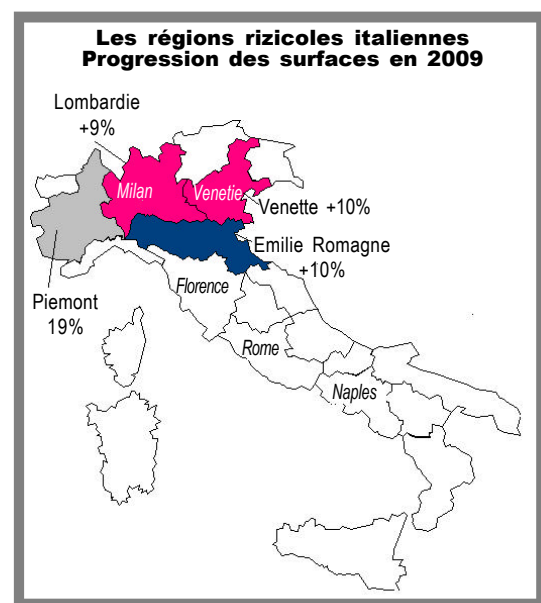 Les régions rizicoles italiennes
Progression des surfaces en 2009
Lombardie
+9%
Milan
Venetie
Venette +10%
Emilie Romagne
+10%
Piemont
19%
Florence
Rome
Naples